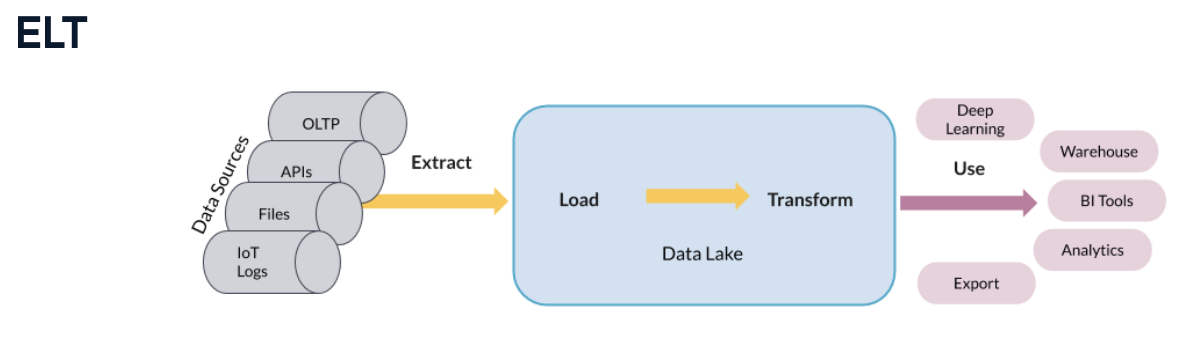 ELT
Data Sources
OLTP
APIs
Files
IoT
Logs
Extract
Load
Transform
Data Lake
Use
Deep
Learning
Warehouse
BI Tools
Analytics
Export